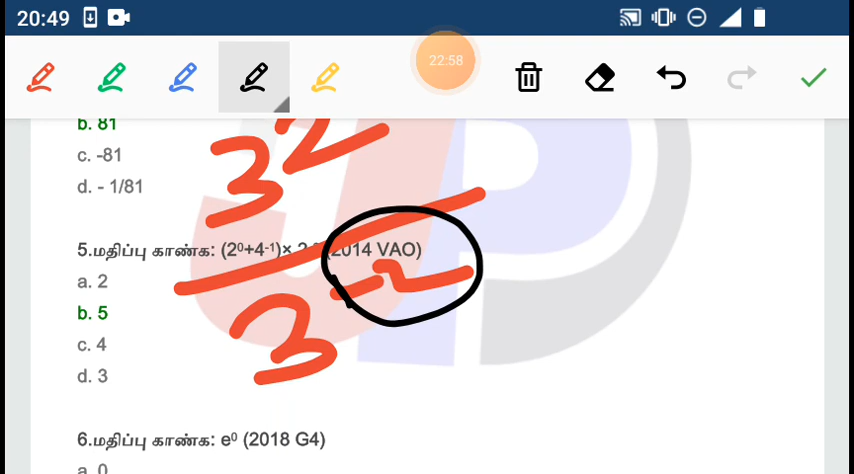 20:49
22:58
b. 81
c. -81
d. - 1/81
3²
5.மதிப்பு காண்க: (2⁰+4⁻¹)× (2014 VAO)
3⁻²
a. 2
b. 5
c. 4
d. 3
6.மதிப்பு காண்க: e⁰ (2018 G4)
a. 0